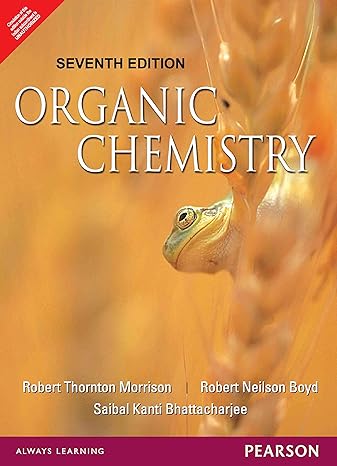 SEVENTH EDITION
ORGANIC
CHEMISTRY
Robert Thornton Morrison | Robert Neilson Boyd
Saibal Kanti Bhattacharjee
ALWAYS LEARNING
PEARSON